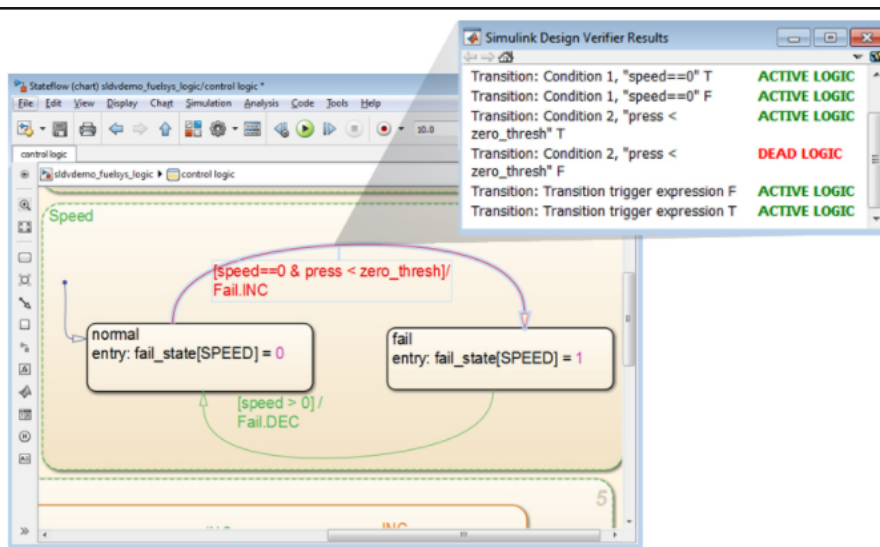 Simulink Design Verifier Results
Transition: Condition 1, "speed==0" T ACTIVE LOGIC
Transition: Condition 1, "speed==0" F ACTIVE LOGIC
Transition: Condition 2, "press < ACTIVE LOGIC
zero_thresh" T
Transition: Condition 2, "press < DEAD LOGIC
zero_thresh" F
Transition: Transition trigger expression F ACTIVE LOGIC
Transition: Transition trigger expression T ACTIVE LOGIC
Stateflow (chart) sldvdemo_fuelsys_logic/control logic *
File Edit View Display Chart Simulation Analysis Code Tools Help
10.0
control logic
sldvdemo_fuelsys_logic control logic
Speed
[speed==0 & press < zero_thresh]/
Fail.INC
normal
entry: fail_state[SPEED] = 0
fail
entry: fail_state[SPEED] = 1
[speed > 0] /
Fail.DEC
5
INC